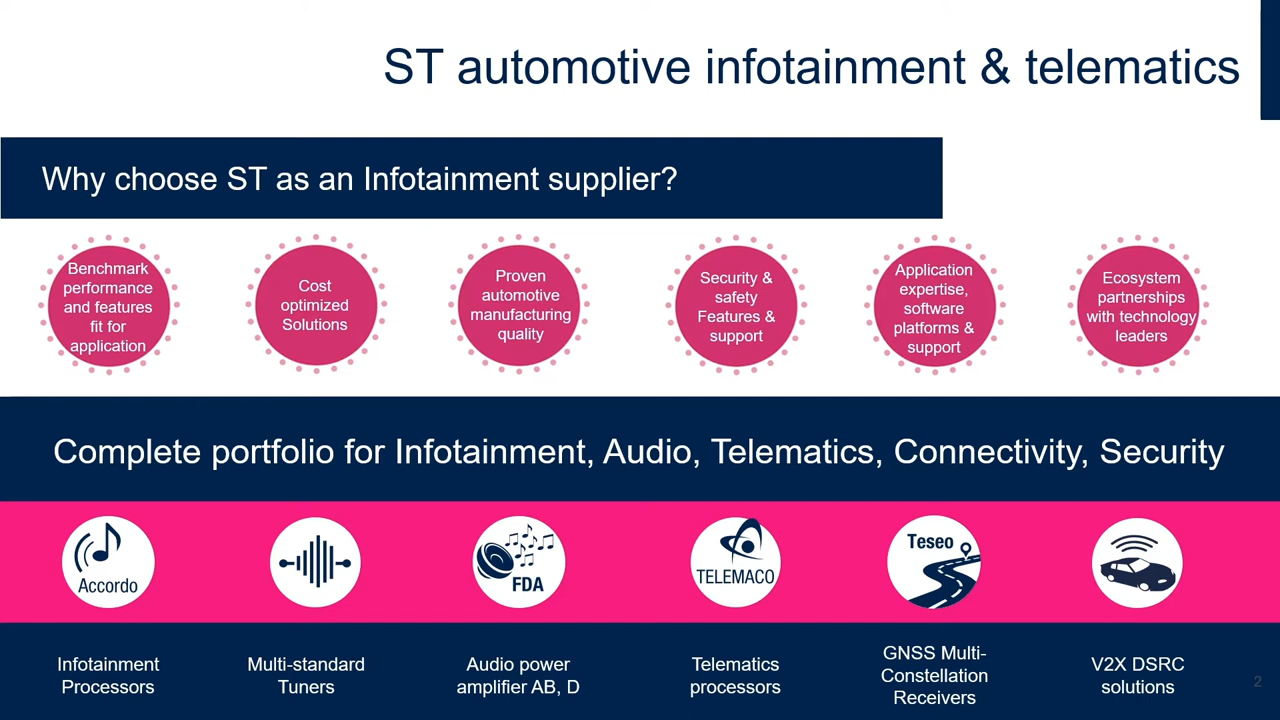 ST automotive infotainment & telematics
Why choose ST as an Infotainment supplier?
Benchmark
performance
and features
fit for
application
Cost
optimized
Solutions
Proven
automotive
manufacturing
quality
Security &
safety
Features &
support
Application
expertise,
software
platforms &
support
Ecosystem
partnerships
with technology
leaders
Complete portfolio for Infotainment, Audio, Telematics, Connectivity, Security
Accordo
FDA
TELEMACO
Teseo
Infotainment
Processors
Multi-standard
Tuners
Audio power
amplifier AB, D
Telematics
processors
GNSS Multi-
Constellation
Receivers
V2X DSRC
solutions
2